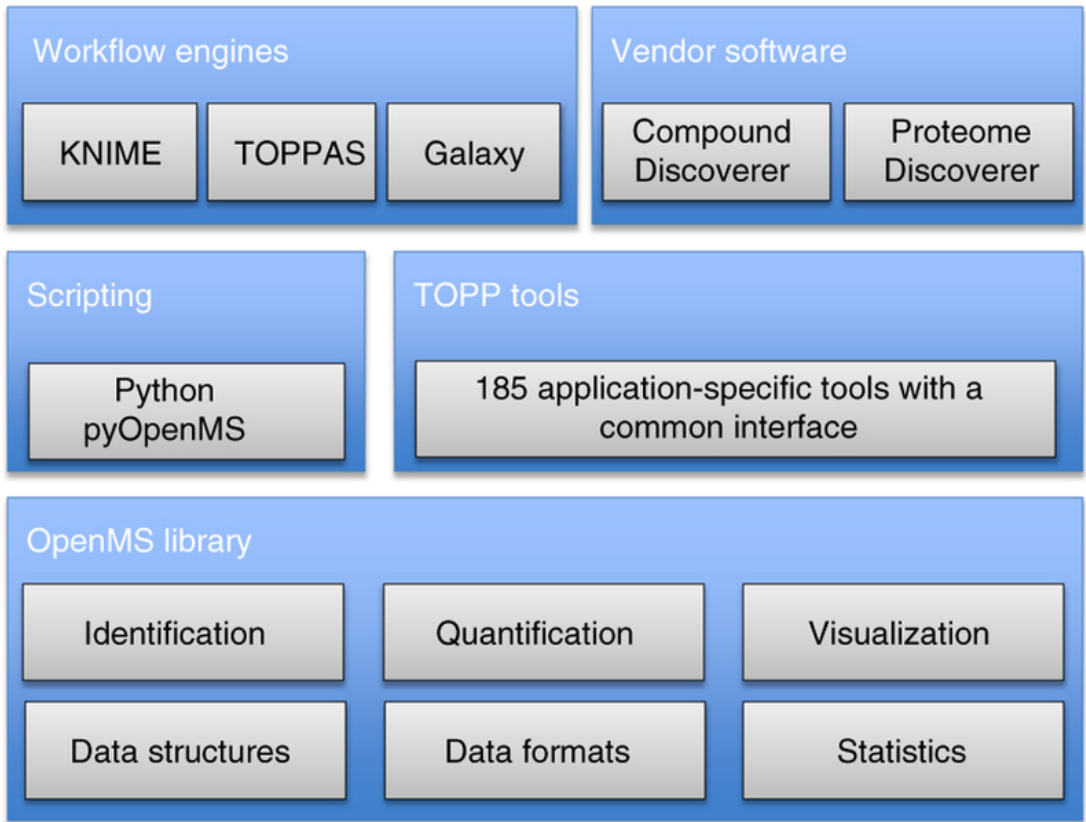 Workflow engines
KNIME
TOPPAS
Galaxy
Vendor software
Compound
Discoverer
Proteome
Discoverer
Scripting
Python
pyOpenMS
TOPP tools
185 application-specific tools with a
common interface
OpenMS library
Identification
Quantification
Visualization
Data structures
Data formats
Statistics